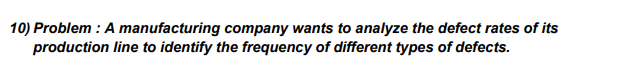 10) Problem : A manufacturing company wants to analyze the defect rates of its
production line to identify the frequency of different types of defects.